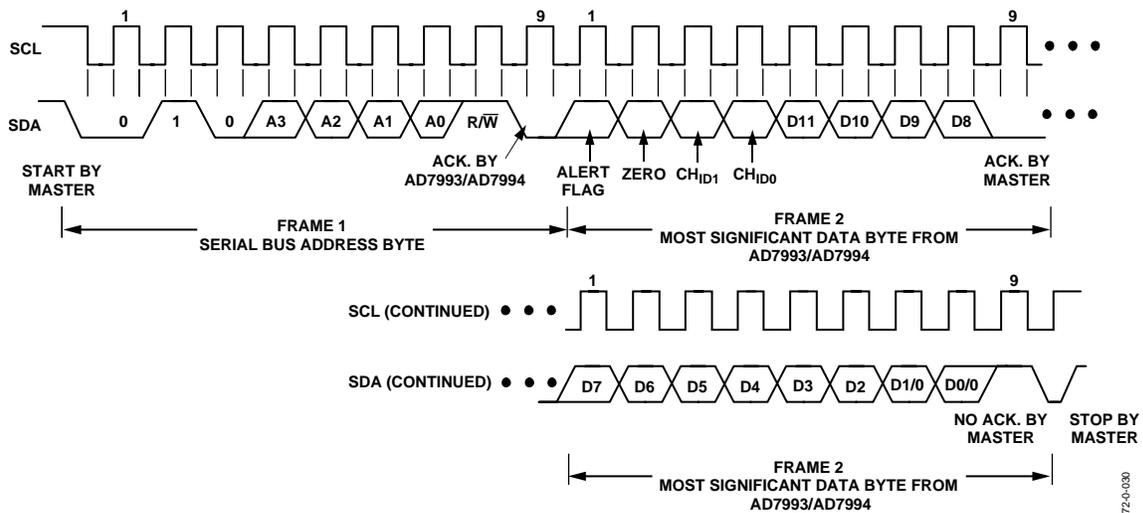 1 9 1 9
SCL
SDA 0 1 0 A3 A2 A1 A0 R/W̅ D11 D10 D9 D8
START BY
MASTER
ACK. BY
AD7993/AD7994
ALERT
FLAG
ZERO
CHID1
CHID0
ACK. BY
MASTER
FRAME 1
SERIAL BUS ADDRESS BYTE
FRAME 2
MOST SIGNIFICANT DATA BYTE FROM
AD7993/AD7994
1 9
SCL (CONTINUED)
SDA (CONTINUED) D7 D6 D5 D4 D3 D2 D1/0 D0/0
NO ACK. BY
MASTER
STOP BY
MASTER
FRAME 2
MOST SIGNIFICANT DATA BYTE FROM
AD7993/AD7994
72-0-030